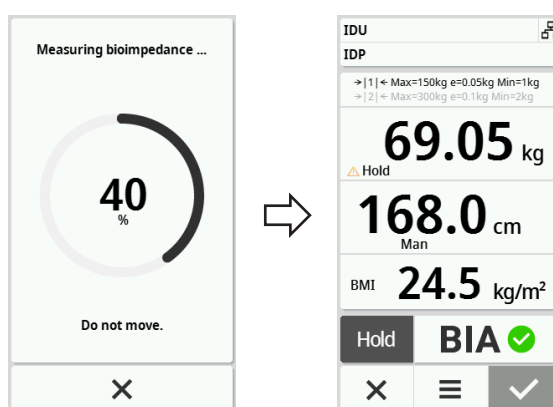 Measuring bioimpedance ...
40
%
Do not move.
IDU
IDP
→|1|← Max=150kg e=0.05kg Min=1kg
→|2|← Max=300kg e=0.1kg Min=2kg
69.05 kg
Hold
168.0 cm
Man
BMI 24.5 kg/m²
Hold BIA